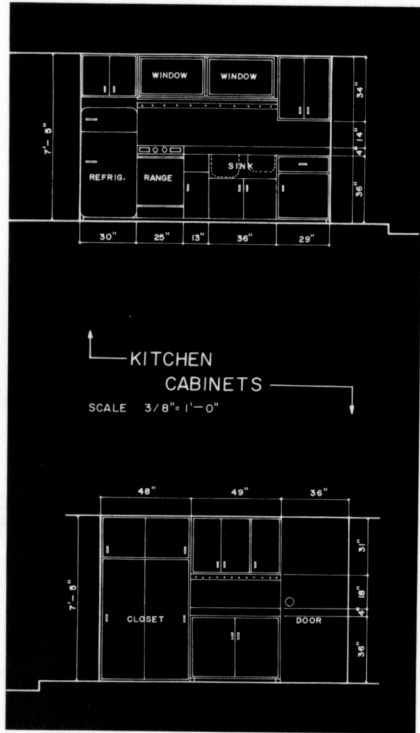 WINDOW WINDOW
34"
7'- 5"
14"
4"
SINK
REFRIG. RANGE
36"
30" 25" 13" 36" 29"
KITCHEN
CABINETS
SCALE 3/8"= 1'-0"
48" 49" 36"
31"
7'- 5"
18"
4"
CLOSET DOOR
36"